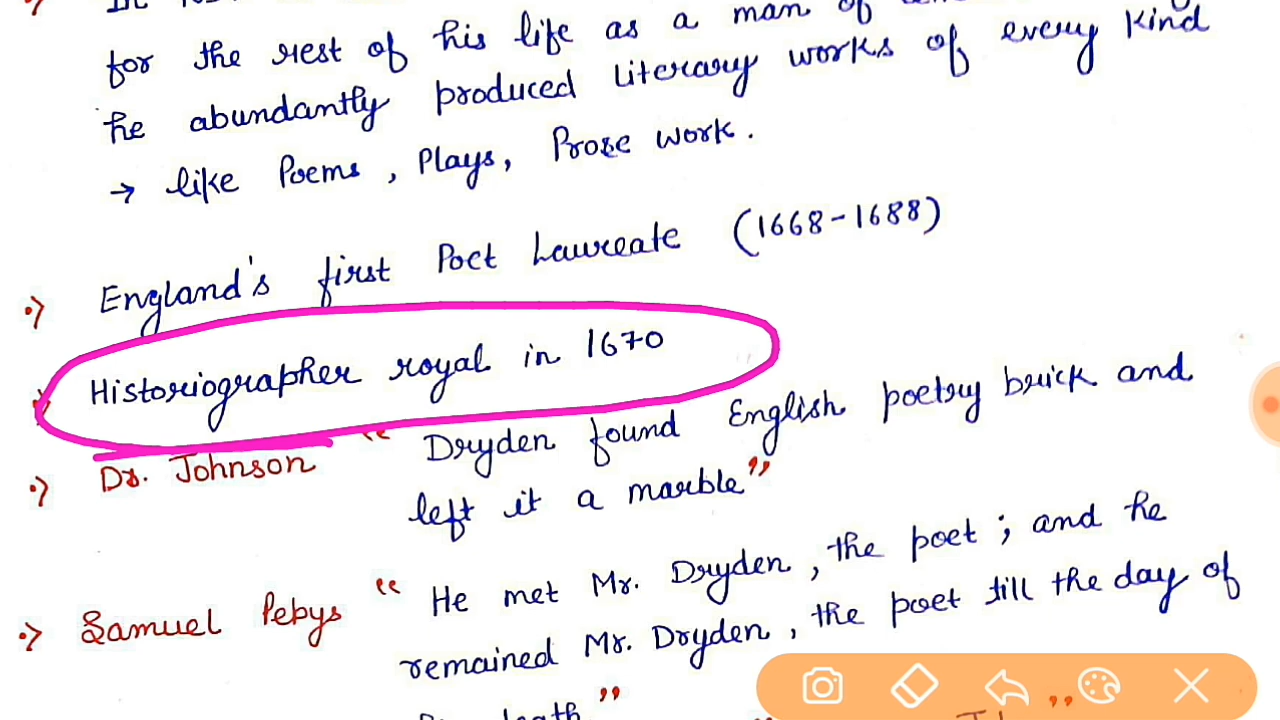 for the rest of his life as a man of
he abundantly produced literary works of every kind
→ like Poems, Plays, Prose work.
England's first Poet Laureate (1668-1688)
Historiographer royal in 1670
Dr. Johnson "Dryden found English poetry brick and
left it a marble"
Samuel Pebys "He met Mr. Dryden, the poet; and he
remained Mr. Dryden, the poet till the day of